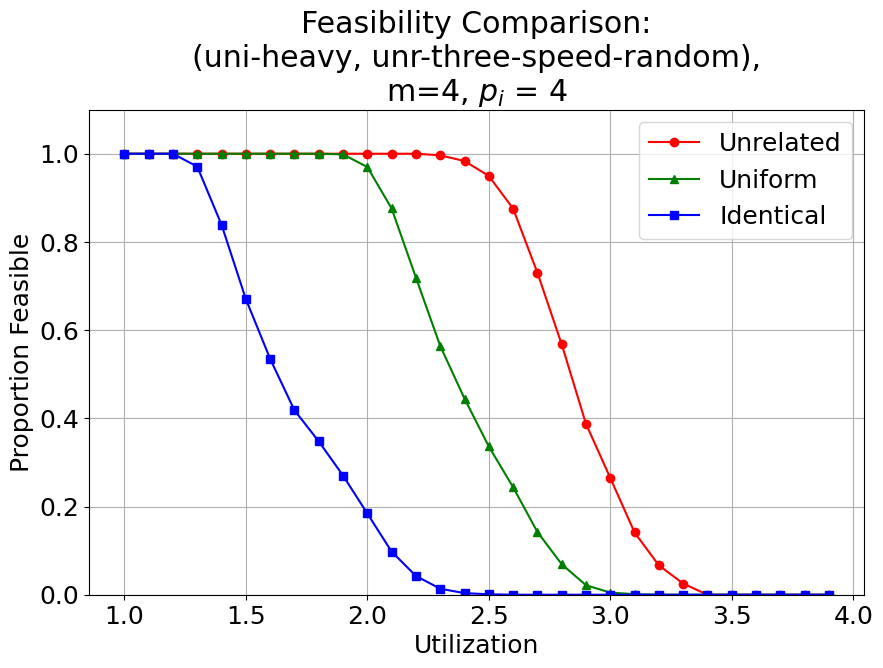 Feasibility Comparison:
(uni-heavy, unr-three-speed-random),
m=4, $p_i$ = 4
Unrelated
Uniform
Identical
Proportion Feasible
1.0
0.8
0.6
0.4
0.2
0.0
1.0 1.5 2.0 2.5 3.0 3.5 4.0
Utilization